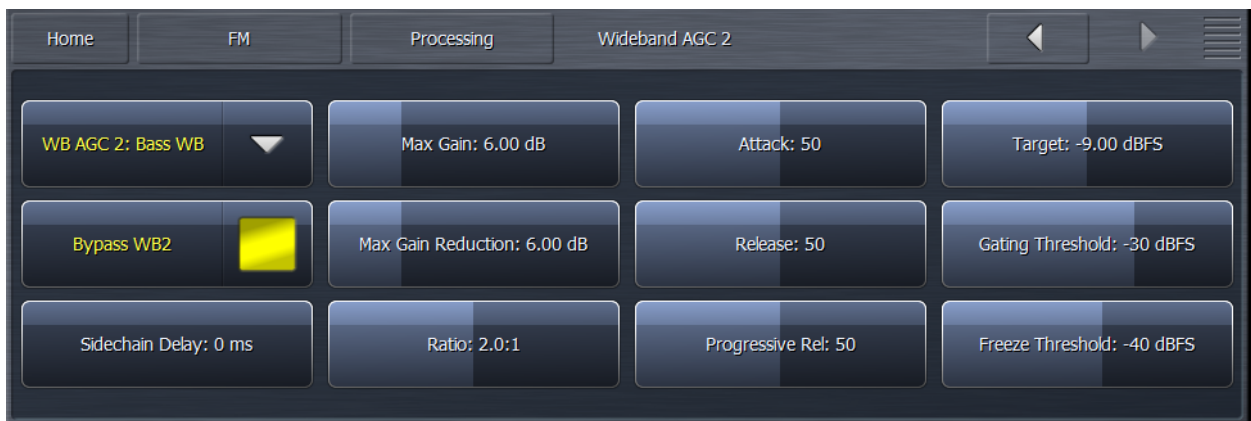 Home
FM
Processing
Wideband AGC 2
WB AGC 2: Bass WB
Max Gain: 6.00 dB
Attack: 50
Target: -9.00 dBFS
Bypass WB2
Max Gain Reduction: 6.00 dB
Release: 50
Gating Threshold: -30 dBFS
Sidechain Delay: 0 ms
Ratio: 2.0:1
Progressive Rel: 50
Freeze Threshold: -40 dBFS